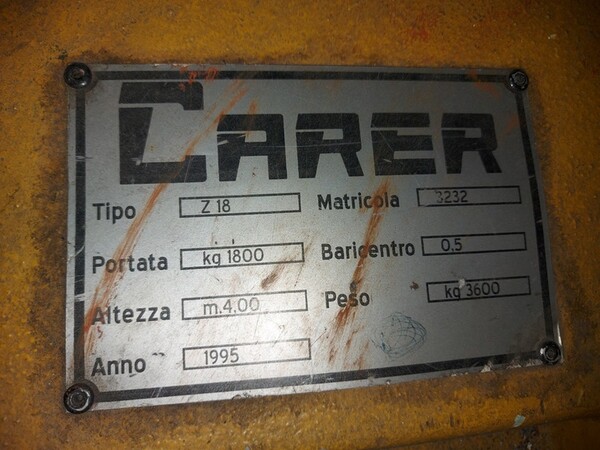 CARER
Tipo Z 18 Matricola 3232
Portata kg 1800 Baricentro 0.5
Altezza m.4.00 Peso kg 3600
Anno 1995